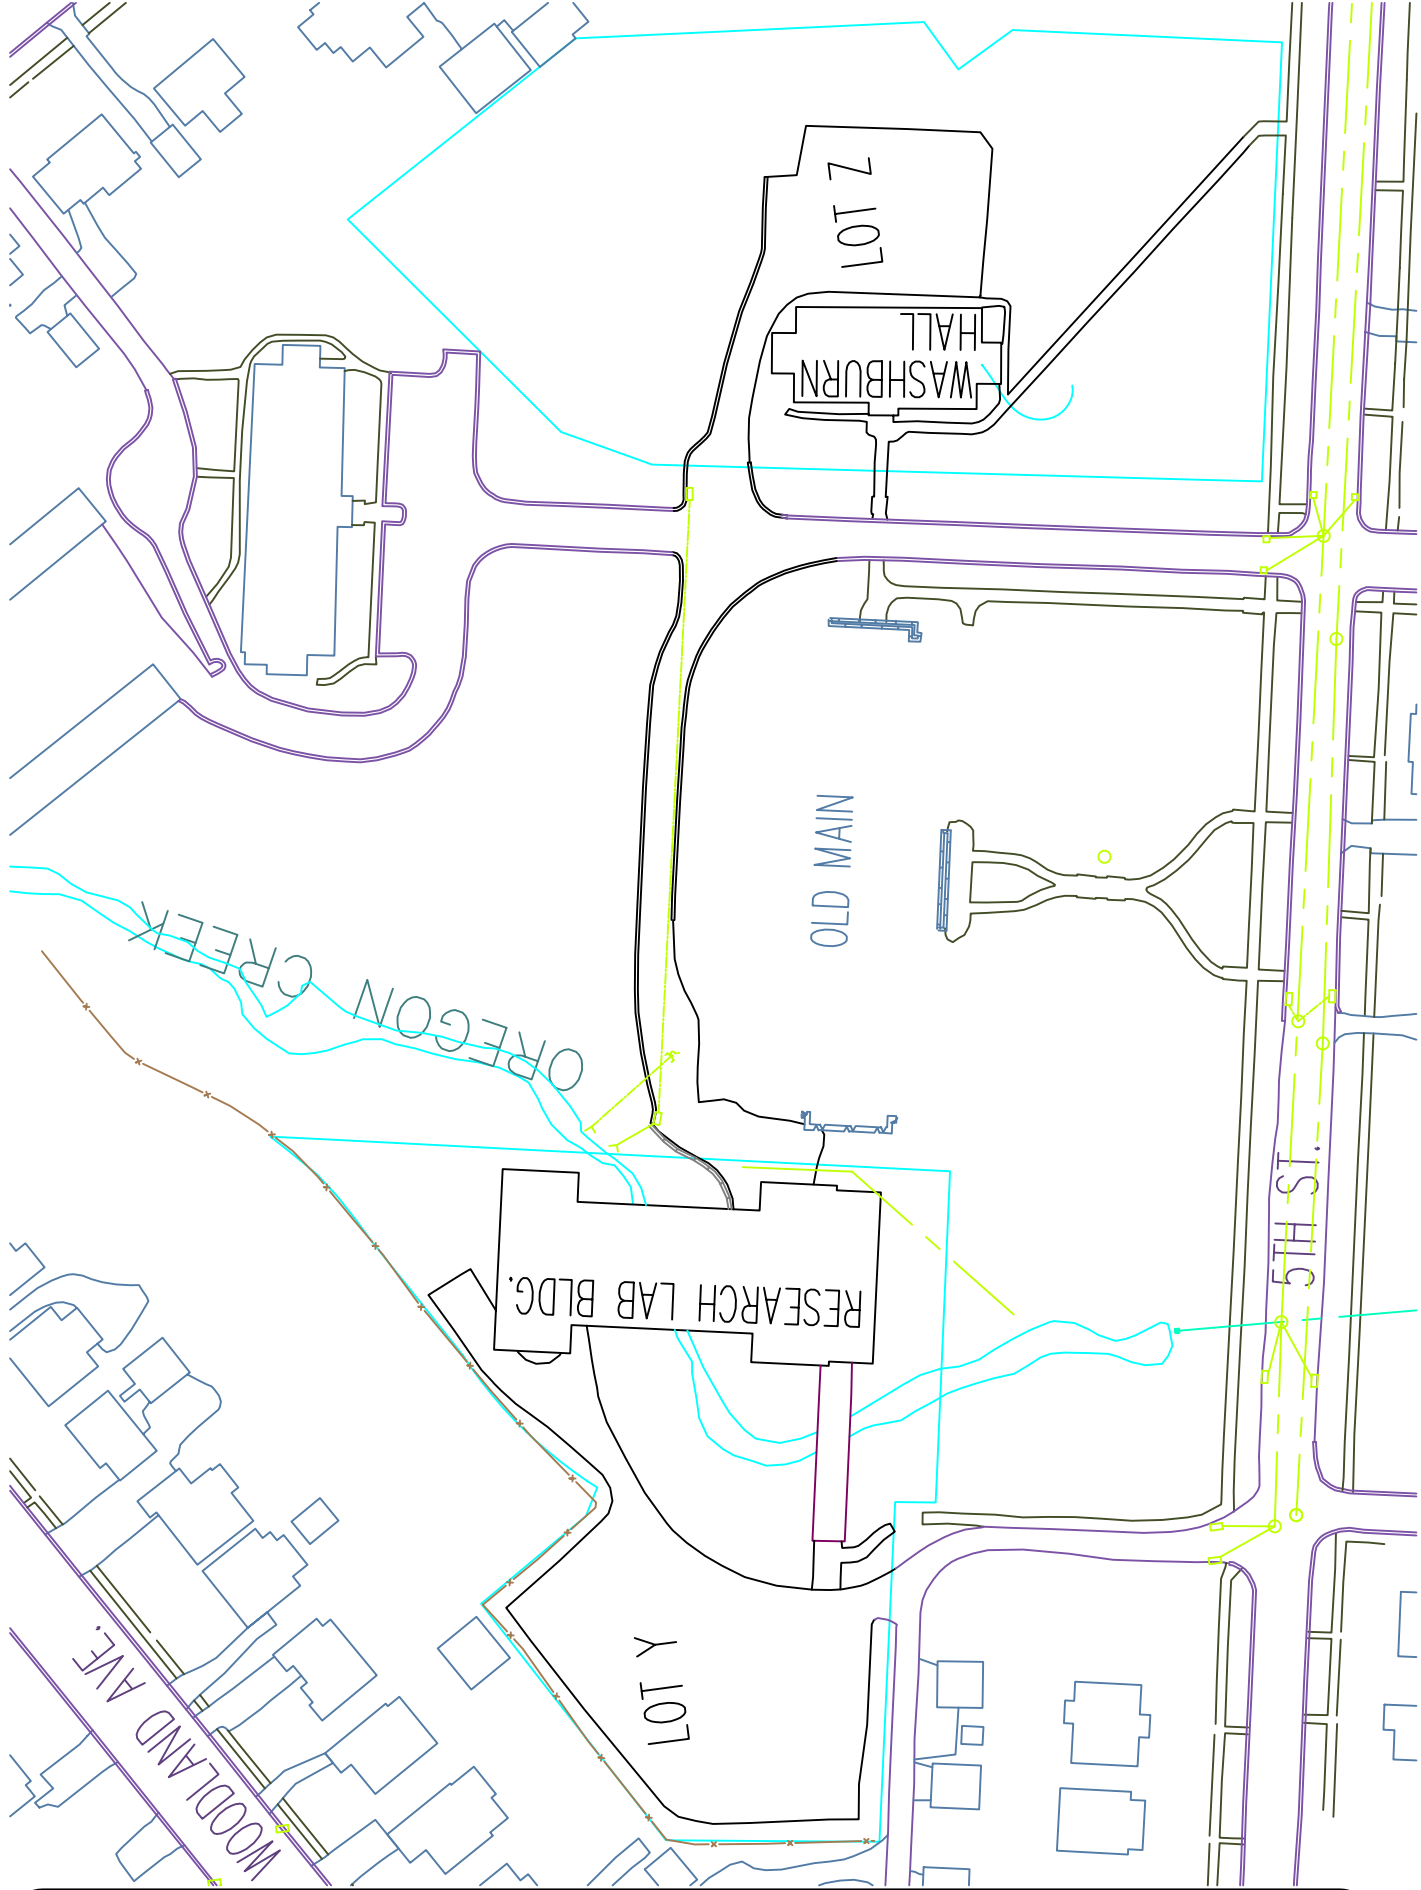 LOT Z
WASHBURN
HALL
OLD MAIN
OREGON CREEK
5TH ST.
RESEARCH LAB BLDG.
LOT Y
WOODLAND AVE.